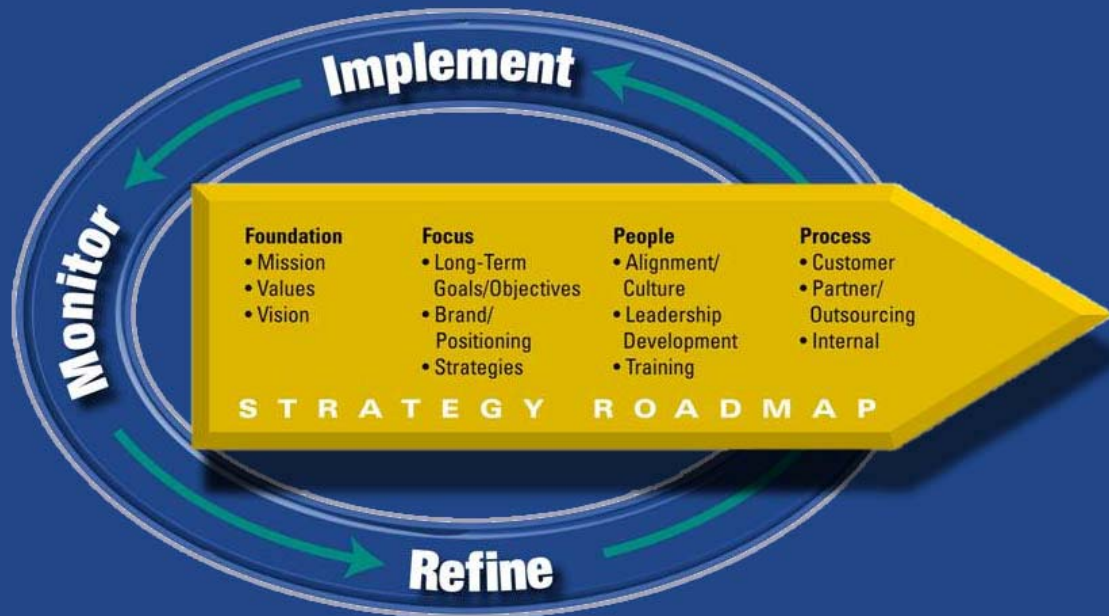 Implement
Monitor
Foundation
• Mission
• Values
• Vision
Focus
• Long-Term
Goals/Objectives
• Brand/
Positioning
• Strategies
People
• Alignment/
Culture
• Leadership
Development
• Training
Process
• Customer
• Partner/
Outsourcing
• Internal
STRATEGY ROADMAP
Refine